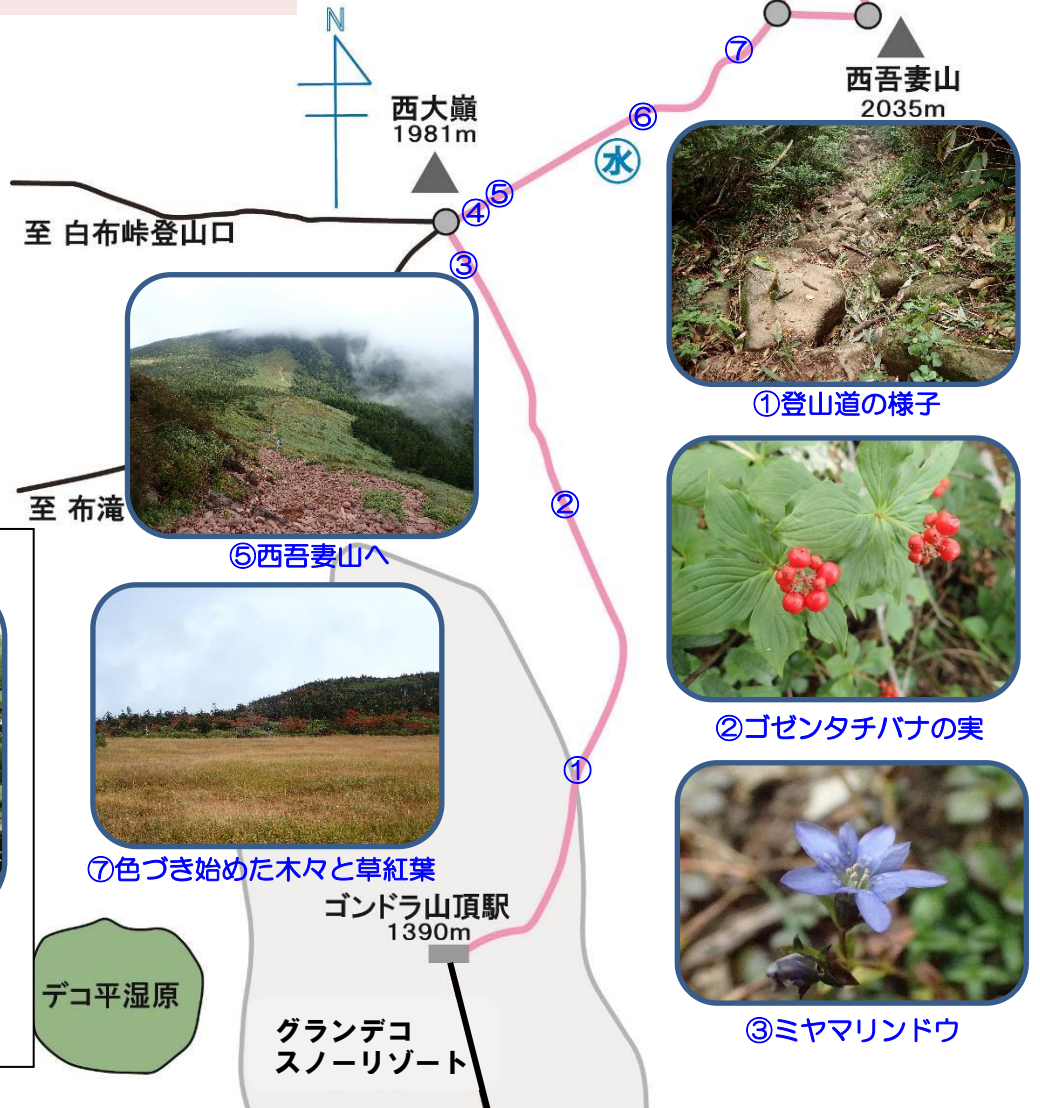 N
西大巓
1981m
西吾妻山
2035m
⑦
⑥
水
⑤
④
③
至 白布峠登山口
①登山道の様子
至 布滝
②
⑤西吾妻山へ
②ゴゼンタチバナの実
①
⑦色づき始めた木々と草紅葉
ゴンドラ山頂駅
1390m
デコ平湿原
グランデコ
スノーリゾート
③ミヤマリンドウ